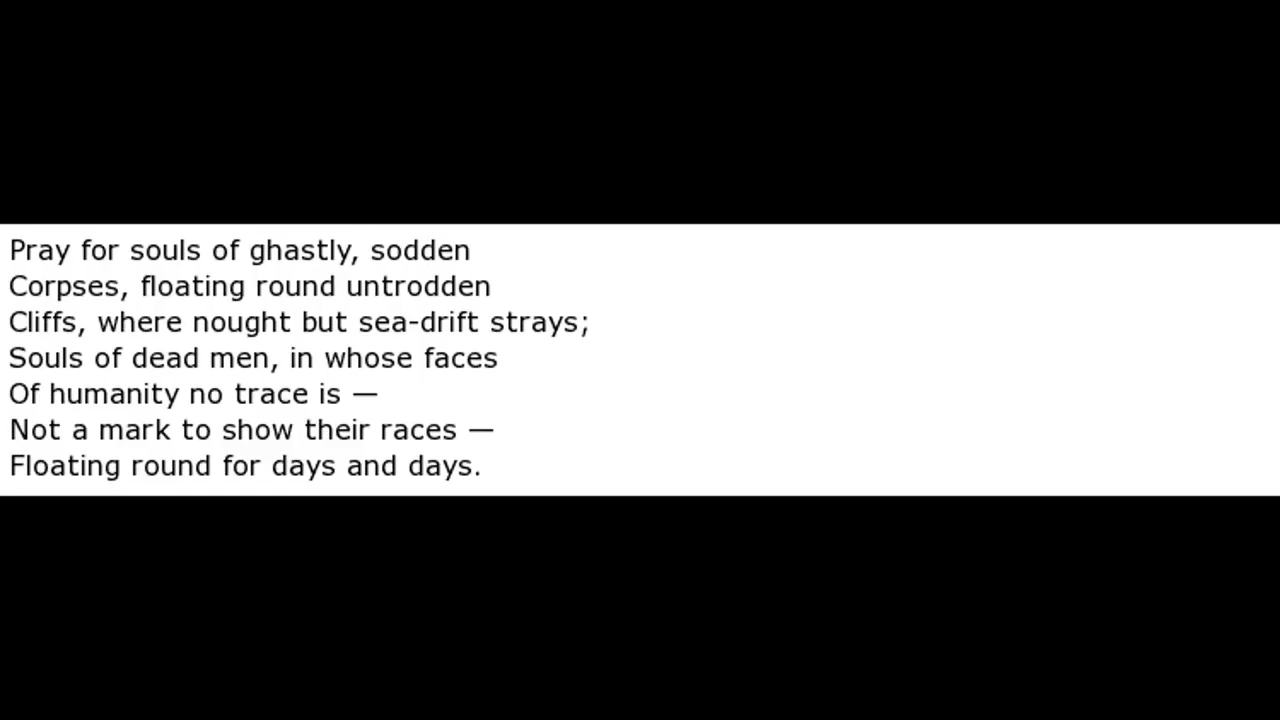 Pray for souls of ghastly, sodden
Corpses, floating round untrodden
Cliffs, where nought but sea-drift strays;
Souls of dead men, in whose faces
Of humanity no trace is —
Not a mark to show their races —
Floating round for days and days.